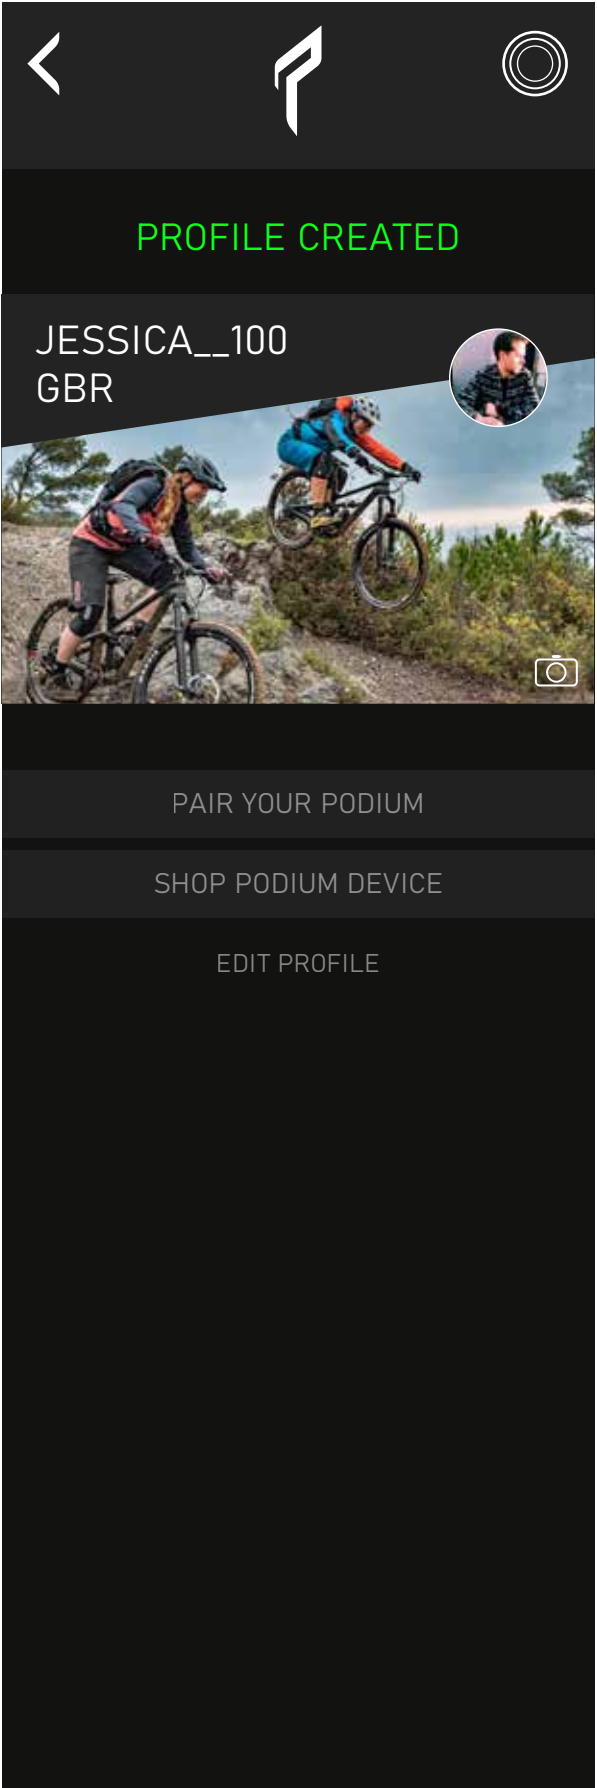 PROFILE CREATED
JESSICA__100
GBR
PAIR YOUR PODIUM
SHOP PODIUM DEVICE
EDIT PROFILE